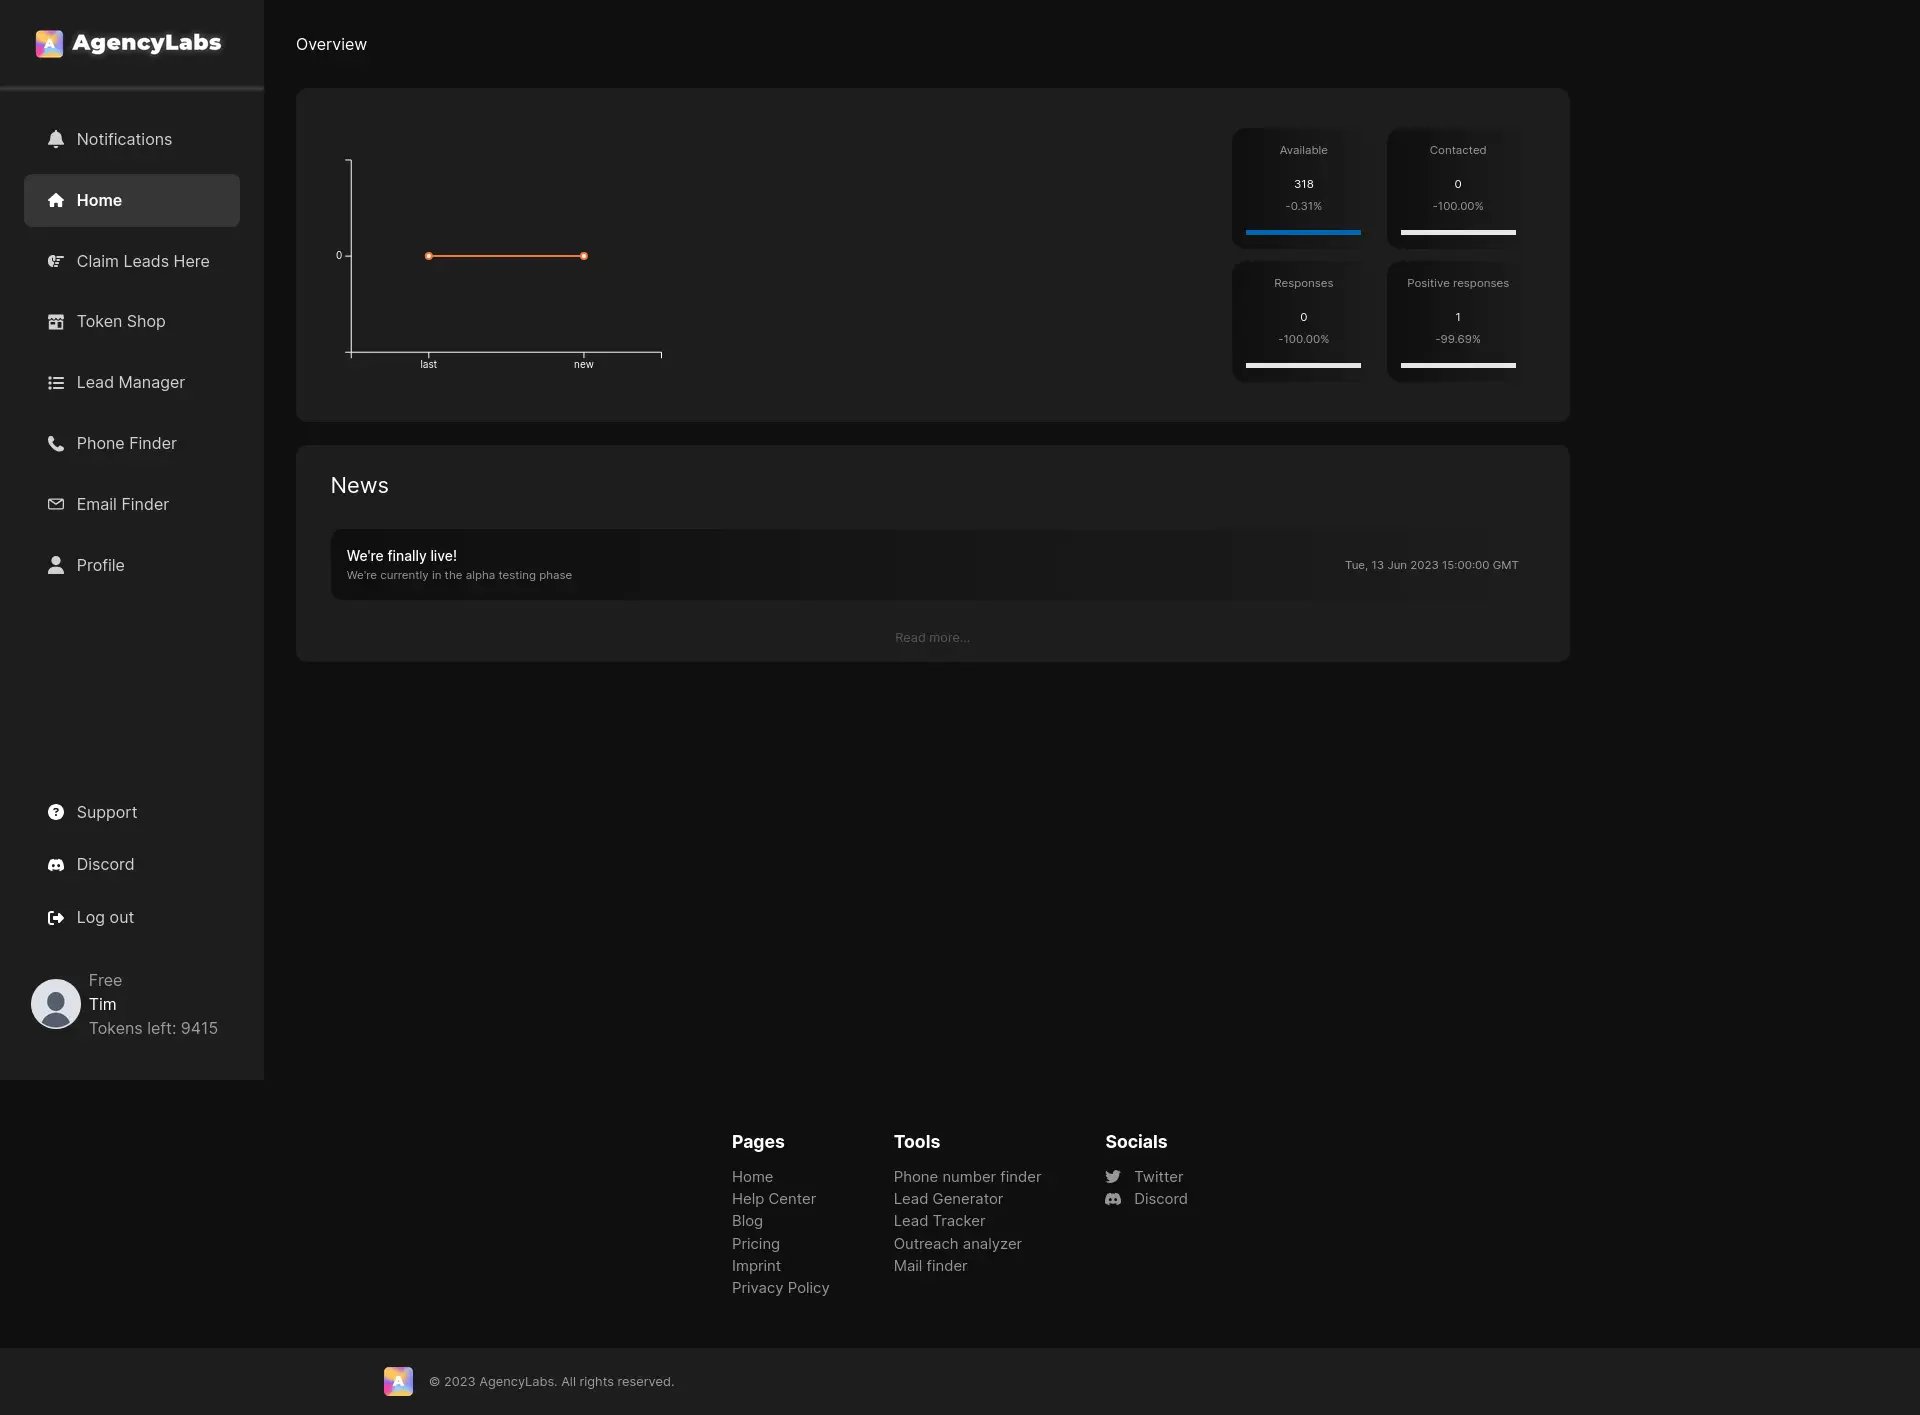 AgencyLabs
Notifications
Home
Claim Leads Here
Token Shop
Lead Manager
Phone Finder
Email Finder
Profile
Support
Discord
Log out
Free
Tim
Tokens left: 9415
Overview
0
last
new
Available
318
-0.31%
Contacted
0
-100.00%
Responses
0
-100.00%
Positive responses
1
-99.69%
News
We're finally live!
We're currently in the alpha testing phase
Tue, 13 Jun 2023 15:00:00 GMT
Read more...
Pages
Home
Help Center
Blog
Pricing
Imprint
Privacy Policy
Tools
Phone number finder
Lead Generator
Lead Tracker
Outreach analyzer
Mail finder
Socials
Twitter
Discord
A
© 2023 AgencyLabs. All rights reserved.